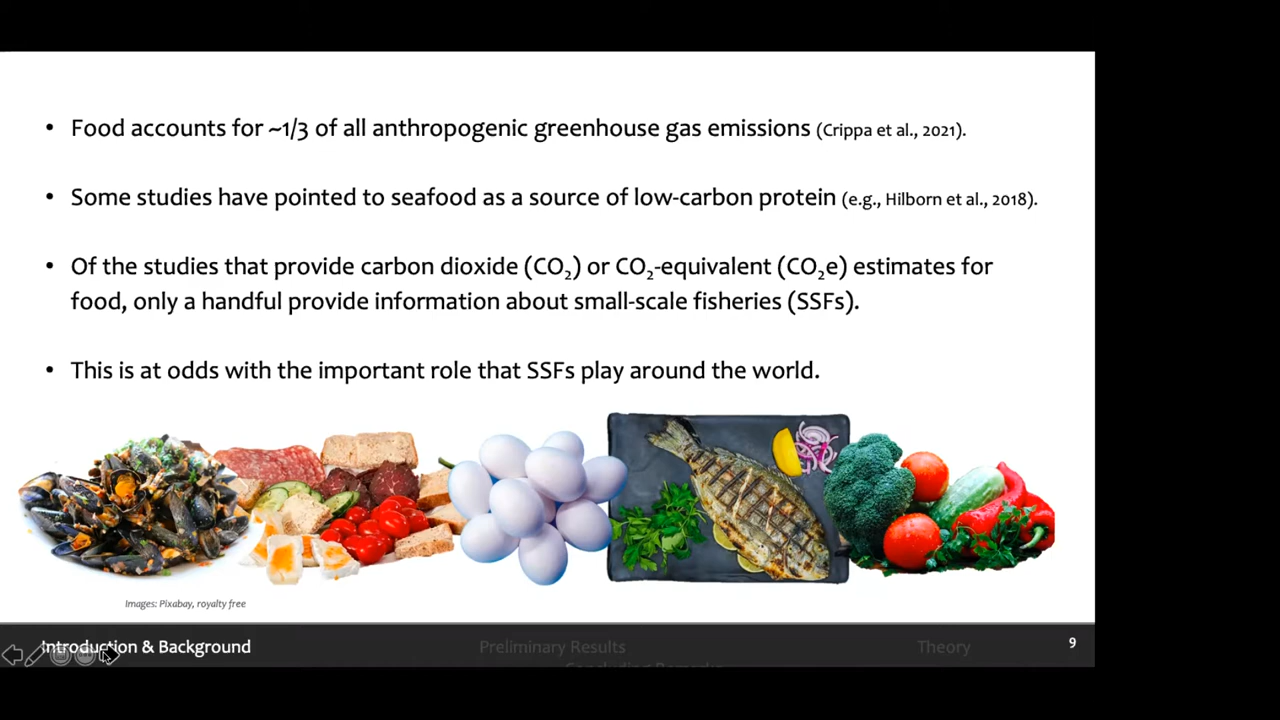 • Food accounts for ~1/3 of all anthropogenic greenhouse gas emissions (Crippa et al., 2021).
• Some studies have pointed to seafood as a source of low-carbon protein (e.g., Hilborn et al., 2018).
• Of the studies that provide carbon dioxide (CO₂) or CO₂-equivalent (CO₂e) estimates for
food, only a handful provide information about small-scale fisheries (SSFs).
• This is at odds with the important role that SSFs play around the world.
Images: Pixabay, royalty free
Introduction & Background
Preliminary Results
Theory
9
Concluding Remarks